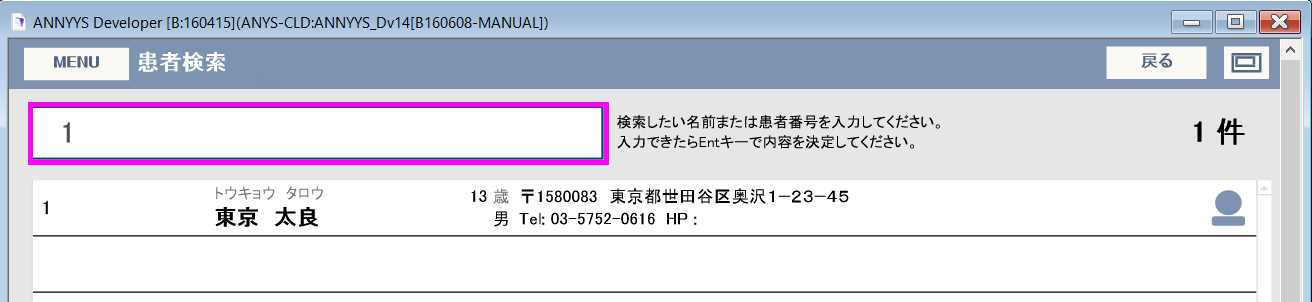 ANNYYS Developer [B:160415](ANYS-CLD:ANNYYS_Dv14[B160608-MANUAL])
MENU 患者検索 戻る
1
検索したい名前または患者番号を入力してください。
入力できたらEntキーで内容を決定してください。
1 件
トウキョウ タロウ
1 東京 太良
13 歳 〒1580083 東京都世田谷区奥沢1-23-45
男 Tel: 03-5752-0616 HP :